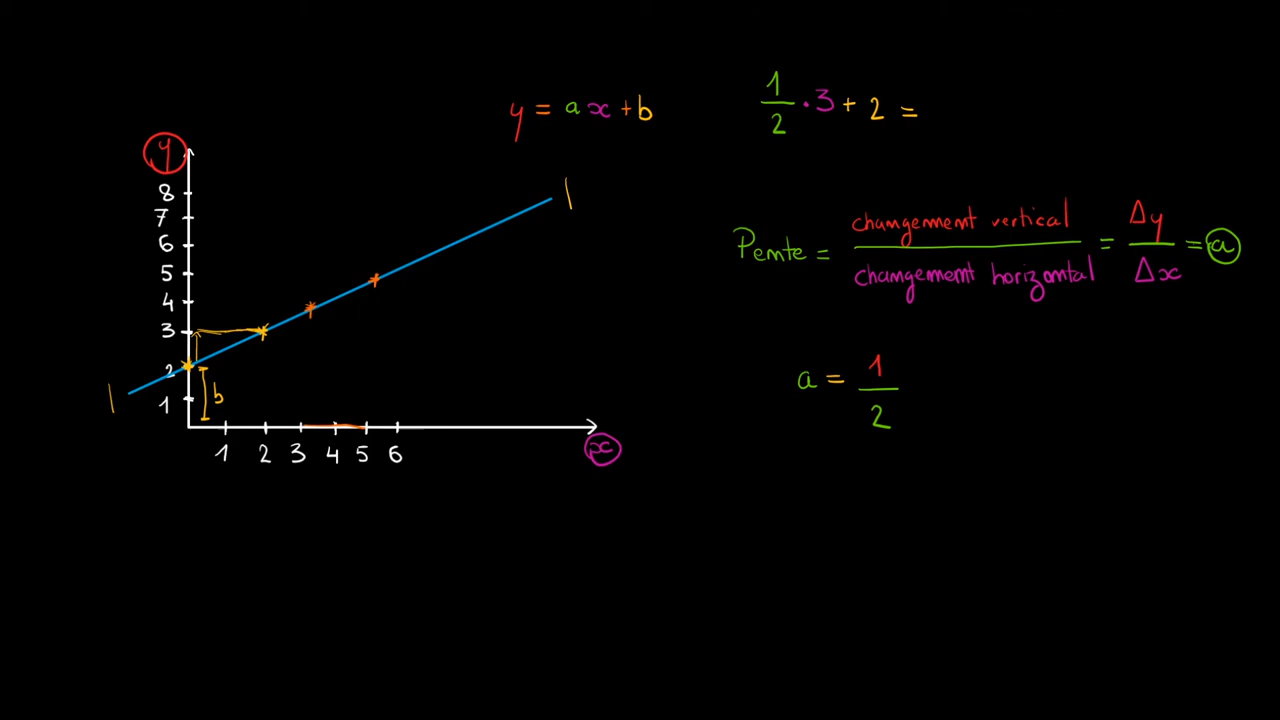 y = ax + b
1/2 · 3 + 2 =
y
8
7
6
5
4
3
2
1
b
1 2 3 4 5 6
x
Pente = changement vertical / changement horizontal = Δy / Δx = a
a = 1/2